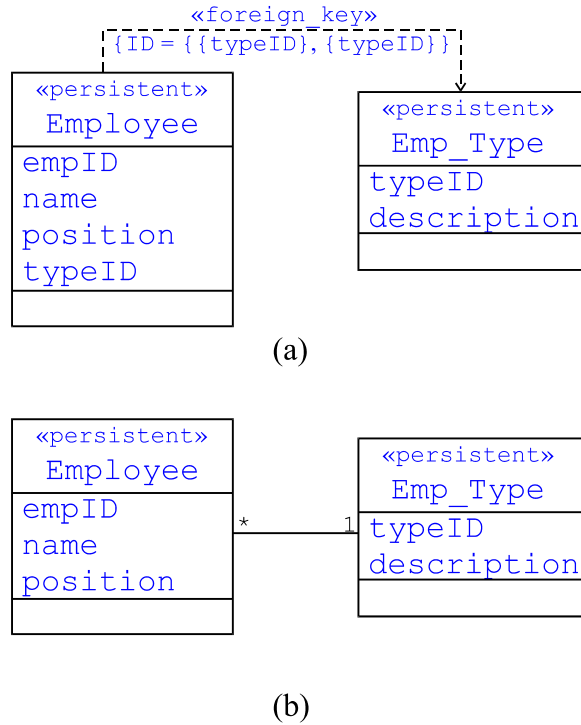 «foreign_key»
{ID = {{typeID}, {typeID}}
«persistent»
Employee
empID
name
position
typeID
«persistent»
Emp_Type
typeID
description
(a)
«persistent»
Employee
empID
name
position
* 1
«persistent»
Emp_Type
typeID
description
(b)